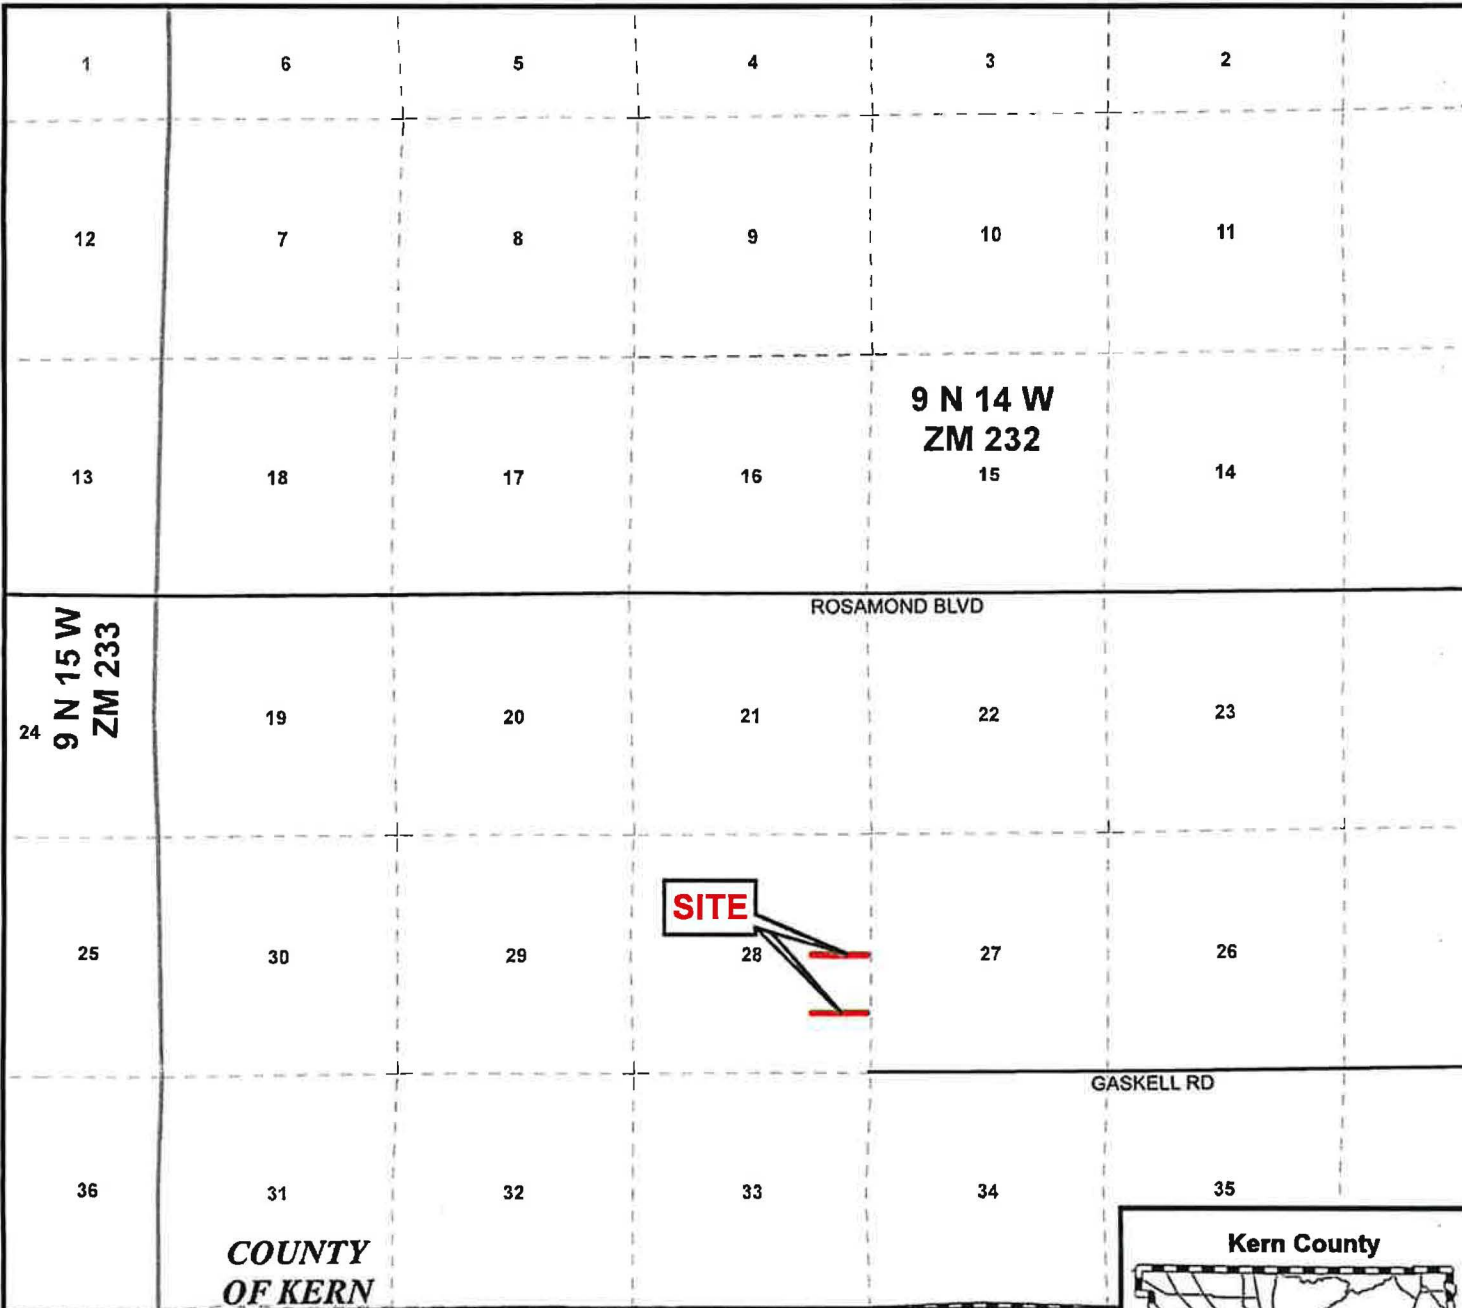 1 6 5 4 3 2
12 7 8 9 10 11
9 N 14 W
ZM 232
13 18 17 16 15 14
ROSAMOND BLVD
9 N 15 W
ZM 233
24 19 20 21 22 23
SITE
25 30 29 28 27 26
GASKELL RD
36 31 32 33 34 35
COUNTY
OF KERN
Kern County